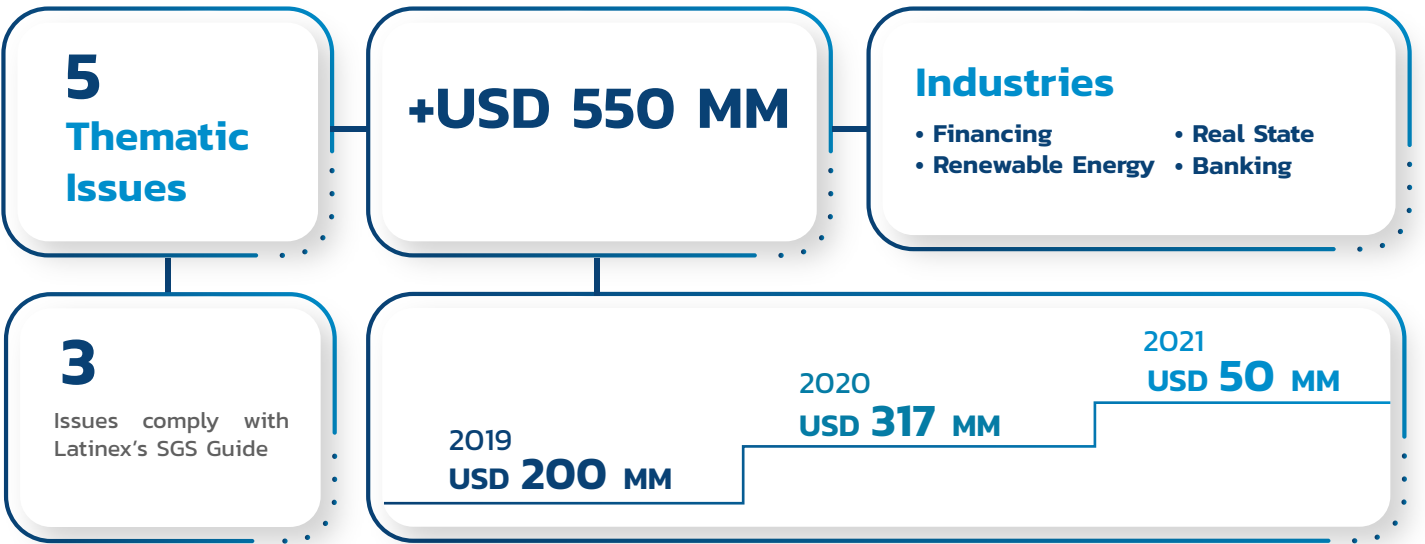 5
Thematic
Issues
+USD 550 MM
Industries
• Financing
• Renewable Energy
• Real State
• Banking
3
Issues comply with
Latinex’s SGS Guide
2019
USD 200 MM
2020
USD 317 MM
2021
USD 50 MM